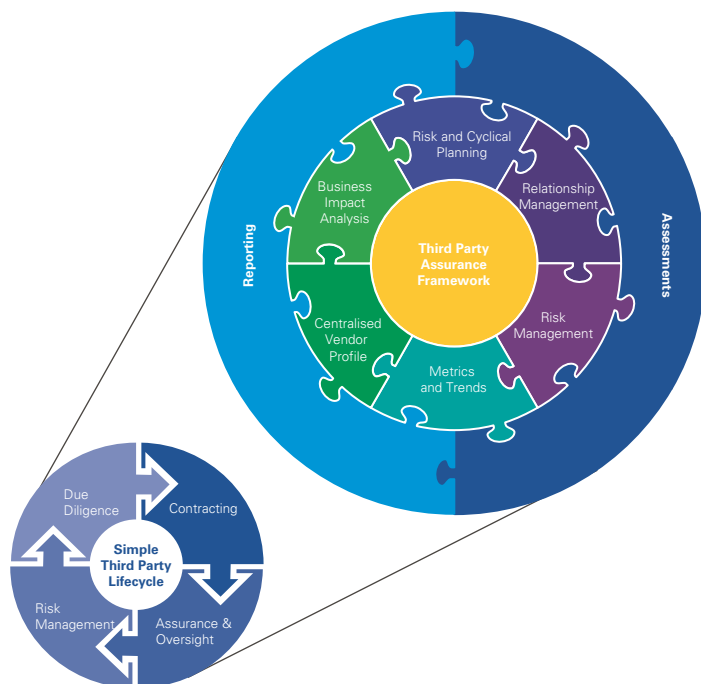 Risk and Cyclical
Planning
Business
Impact
Analysis
Relationship
Management
Reporting
Third Party
Assurance
Framework
Assessments
Centralised
Vendor
Profile
Risk
Management
Metrics
and Trends
Due
Diligence
Contracting
Simple
Third Party
Lifecycle
Risk
Management
Assurance &
Oversight